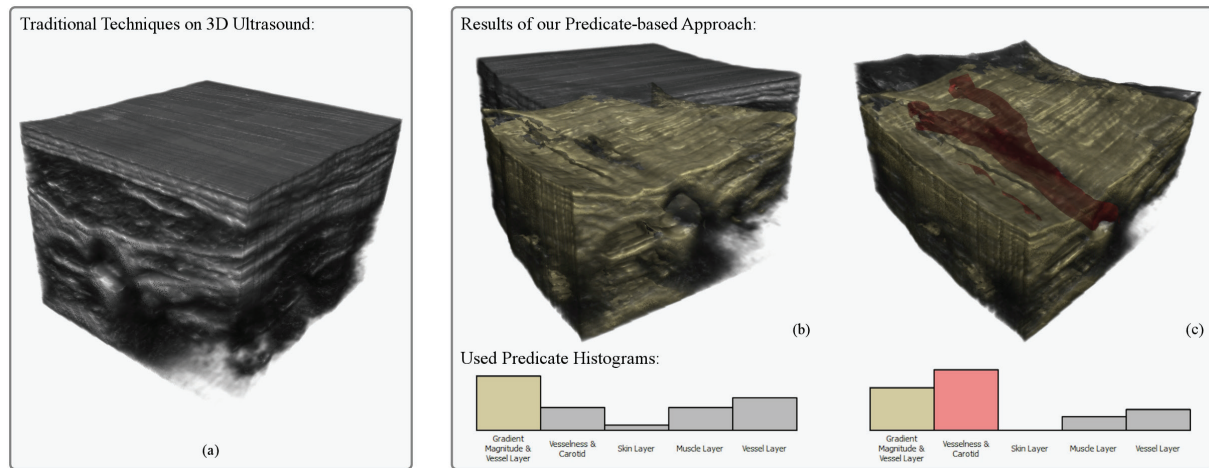 Traditional Techniques on 3D Ultrasound:
(a)
Results of our Predicate-based Approach:
(b)
(c)
Used Predicate Histograms:
Gradient
Magnitude &
Vessel Layer
Vesselness &
Carotid
Skin Layer
Muscle Layer
Vessel Layer
Gradient
Magnitude &
Vessel Layer
Vesselness &
Carotid
Skin Layer
Muscle Layer
Vessel Layer